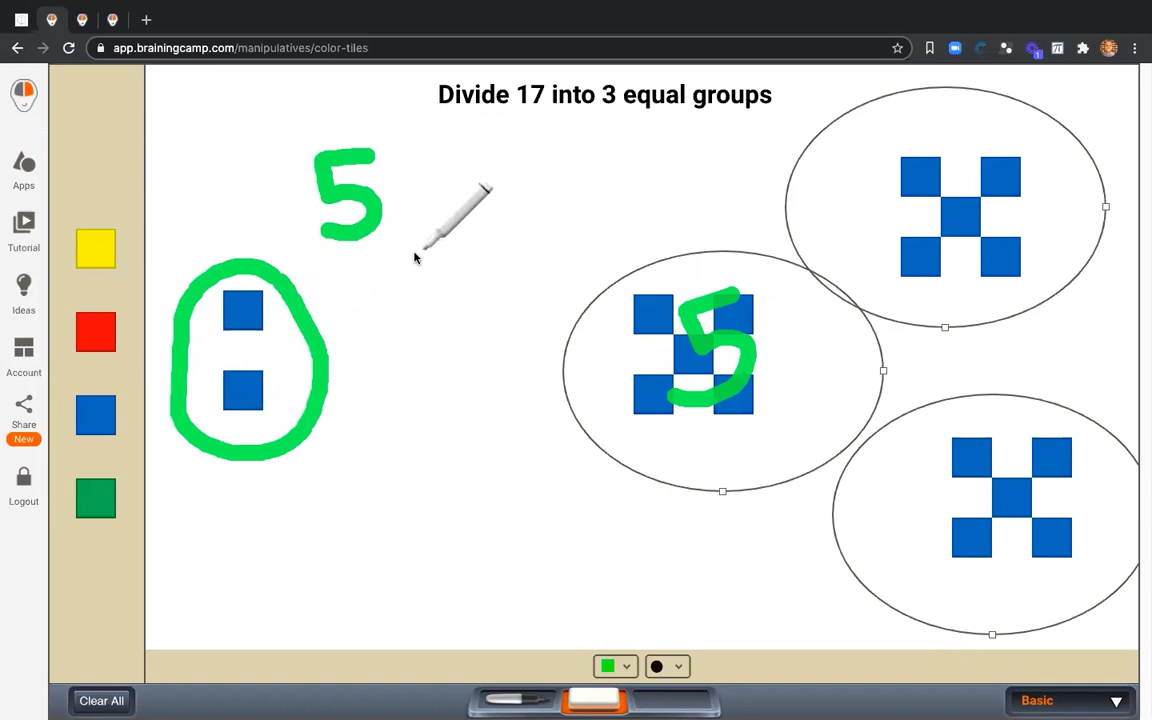 app.brainingcamp.com/manipulatives/color-tiles
1
Divide 17 into 3 equal groups
Apps
Tutorial
Ideas
Account
Share
New
Logout
5
5
Clear All
Basic